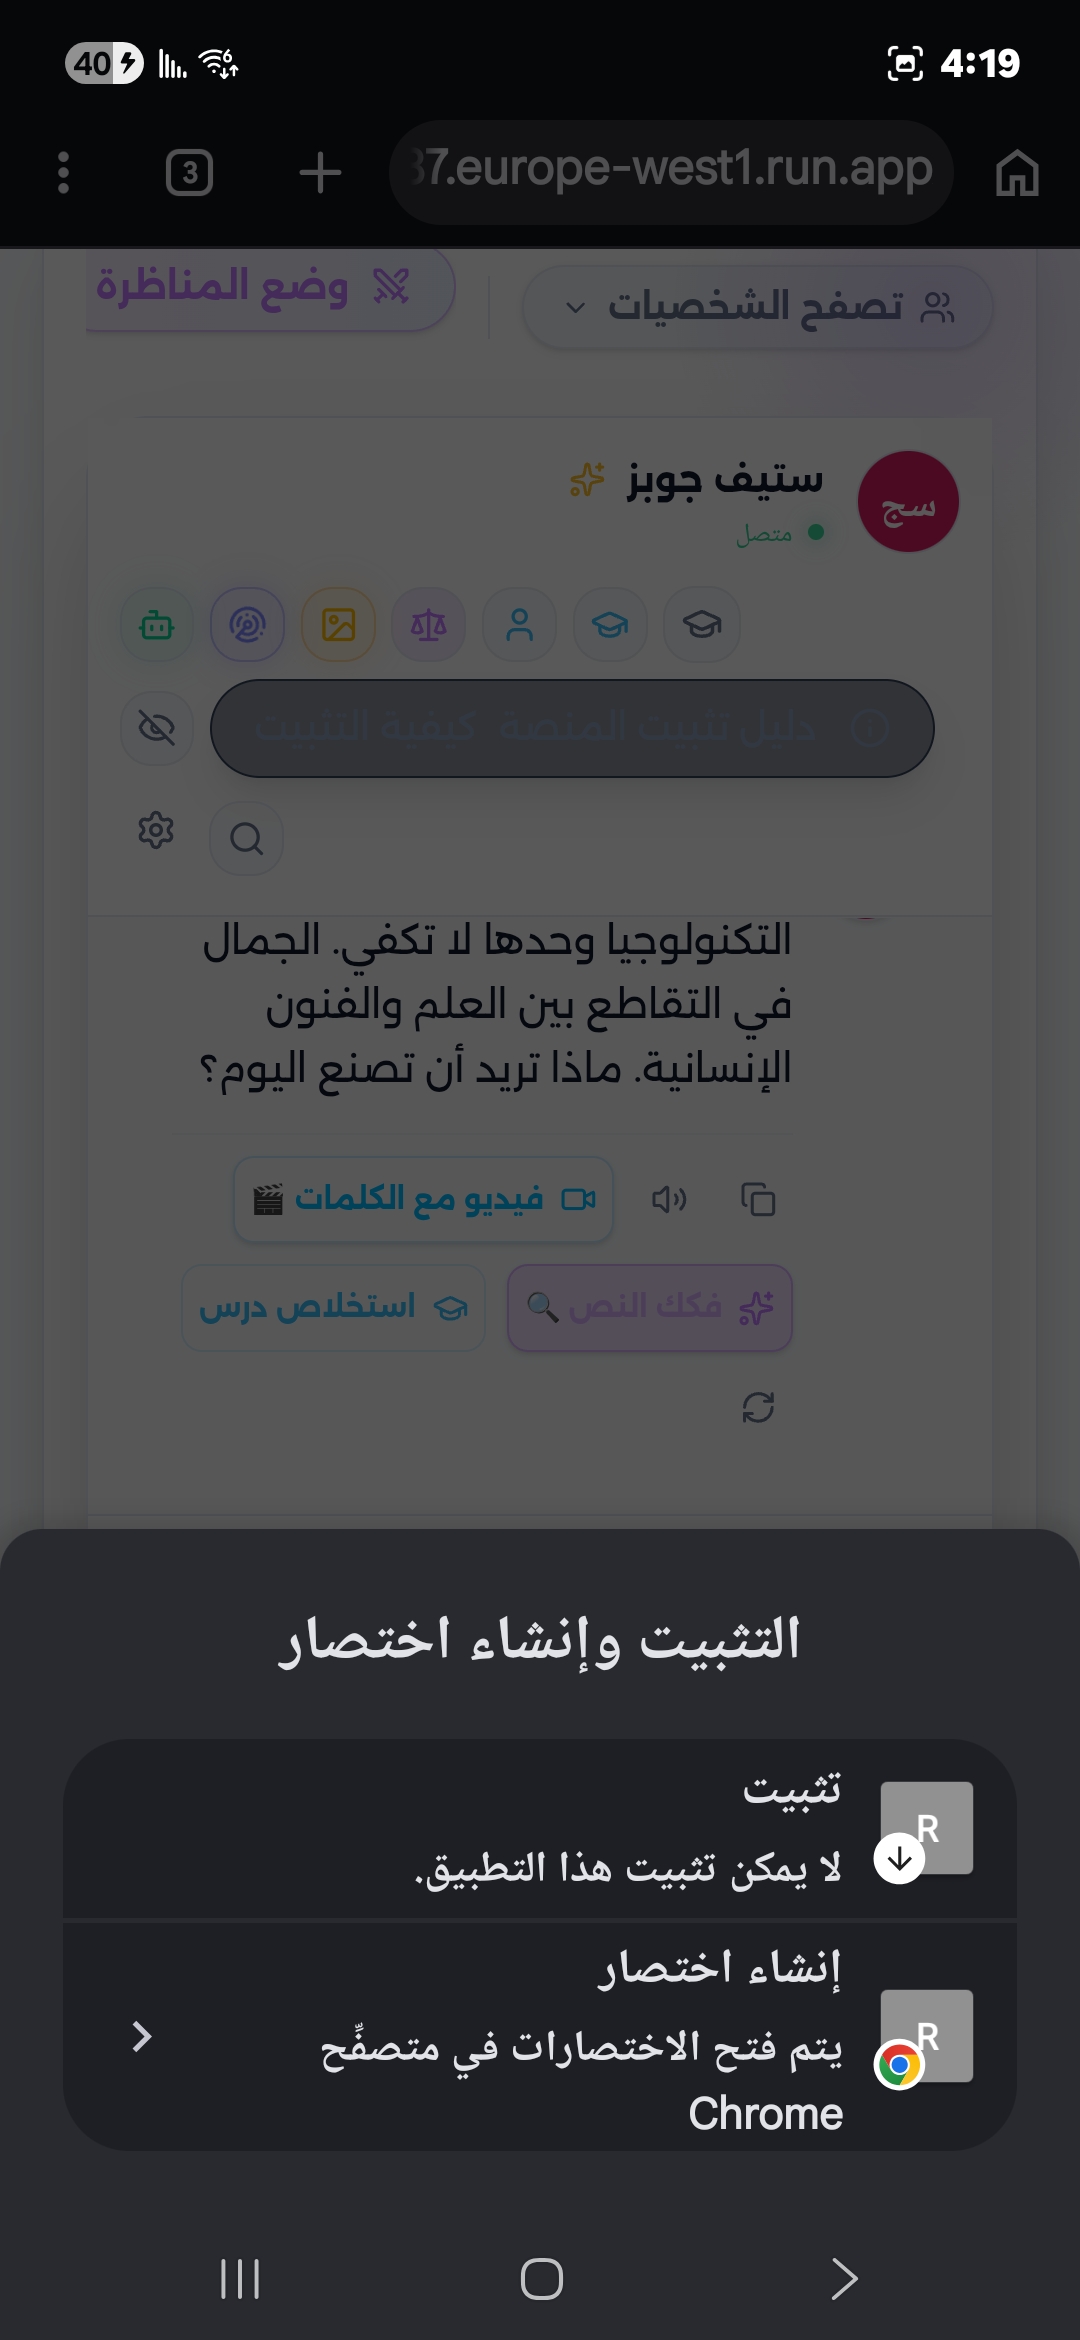 40
6
4:19
3
37.europe-west1.run.app
تصفح الشخصيات
وضع المناظرة
سج
ستيف جوبز
متصل
دليل تثبيت المنصة كيفية التثبيت
التكنولوجيا وحدها لا تكفي. الجمال
في التقاطع بين العلم والفنون
الإنسانية. ماذا تريد أن تصنع اليوم؟
فيديو مع الكلمات 🎬
فكك النص 🔍
استخلاص درس
التثبيت وإنشاء اختصار
R
تثبيت
لا يمكن تثبيت هذا التطبيق.
R
إنشاء اختصار
يتم فتح الاختصارات في متصفِّح
Chrome